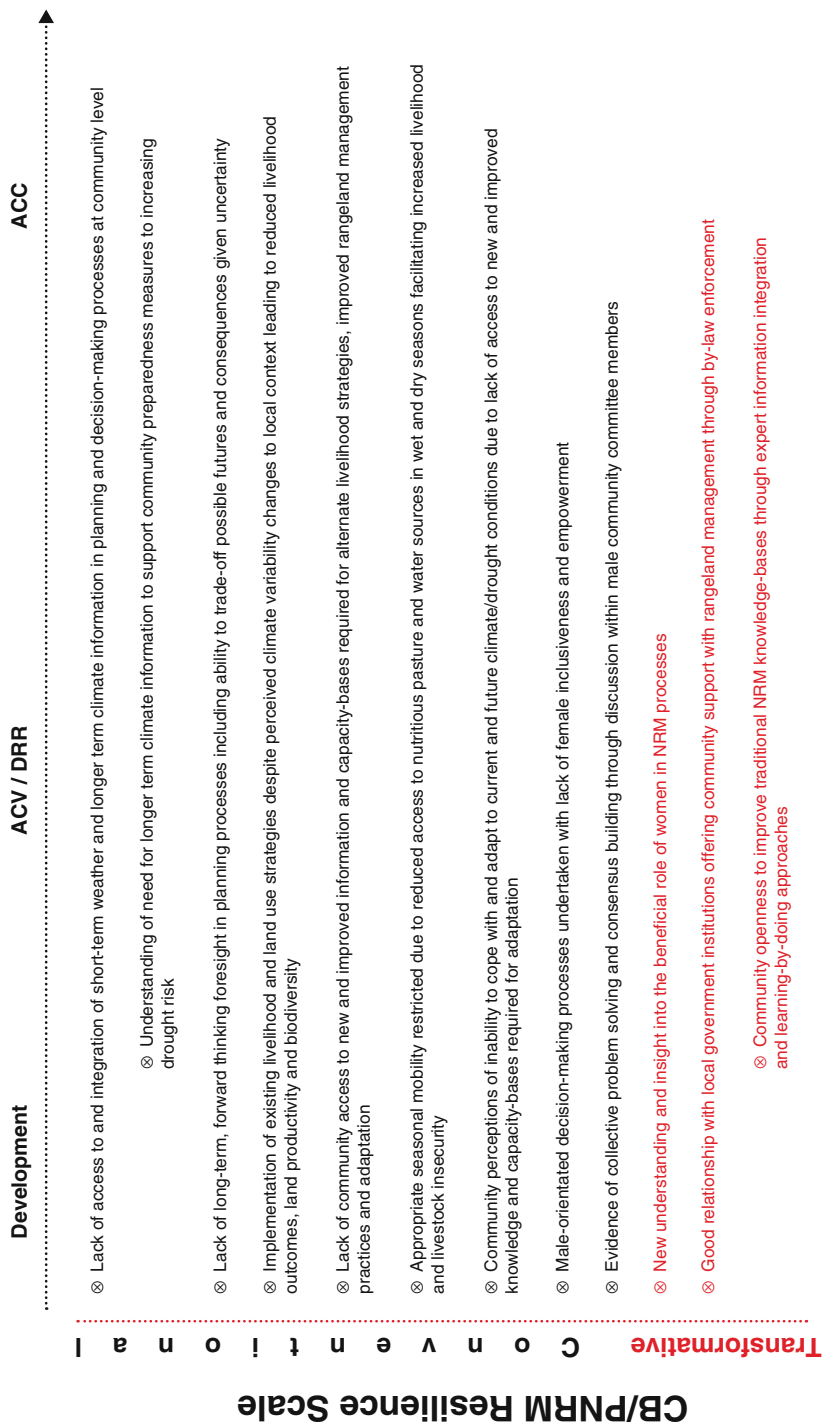 Development
ACV / DRR
ACC
CB/PNRM Resilience Scale
Conventional
Transformative
⊗ Lack of access to and integration of short-term weather and longer term climate information in planning and decision-making processes at community level
⊗ Understanding of need for longer term climate information to support community preparedness measures to increasing
drought risk
⊗ Lack of long-term, forward thinking foresight in planning processes including ability to trade-off possible futures and consequences given uncertainty
⊗ Implementation of existing livelihood and land use strategies despite perceived climate variability changes to local context leading to reduced livelihood
outcomes, land productivity and biodiversity
⊗ Lack of community access to new and improved information and capacity-bases required for alternate livelihood strategies, improved rangeland management
practices and adaptation
⊗ Appropriate seasonal mobility restricted due to reduced access to nutritious pasture and water sources in wet and dry seasons facilitating increased livelihood
and livestock insecurity
⊗ Community perceptions of inability to cope with and adapt to current and future climate/drought conditions due to lack of access to new and improved
knowledge and capacity-bases required for adaptation
⊗ Male-orientated decision-making processes undertaken with lack of female inclusiveness and empowerment
⊗ Evidence of collective problem solving and consensus building through discussion within male community committee members
⊗ New understanding and insight into the beneficial role of women in NRM processes
⊗ Good relationship with local government institutions offering community support with rangeland management through by-law enforcement
⊗ Community openness to improve traditional NRM knowledge-bases through expert information integration
and learning-by-doing approaches